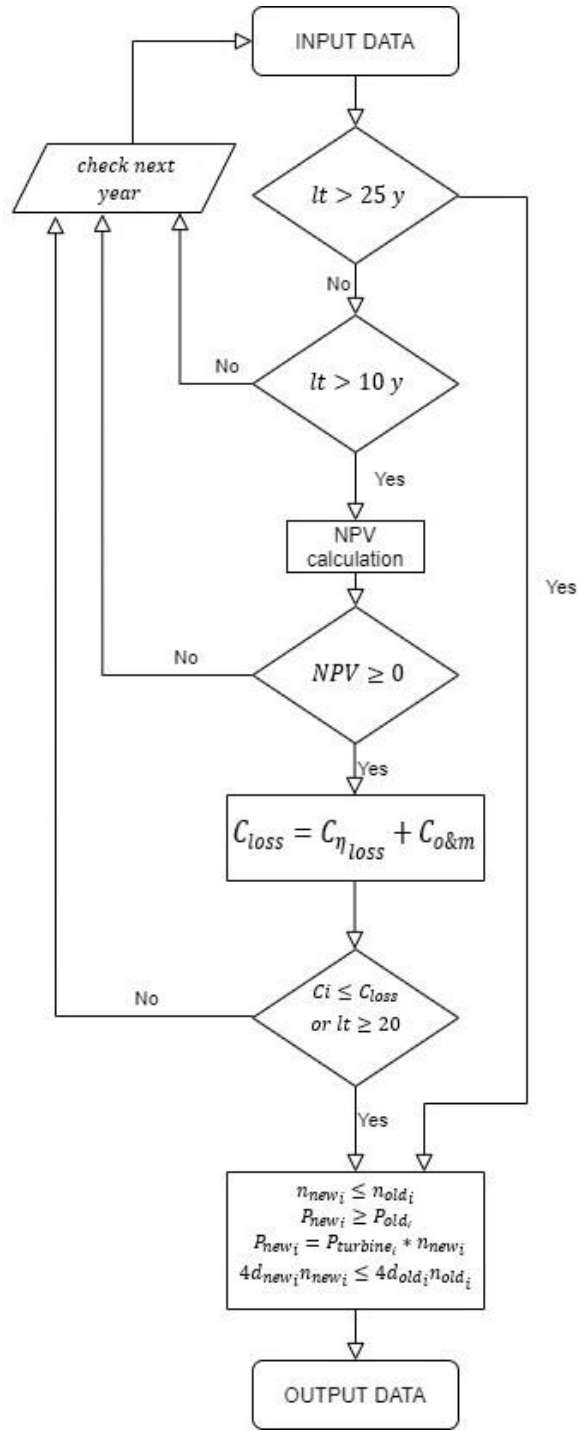 INPUT DATA
check next
year
lt > 25 y
No
No
lt > 10 y
Yes
NPV
calculation
Yes
No
NPV ≥ 0
Yes
C_loss = C_η_loss + C_o&m
No
Ci ≤ C_loss
or lt ≥ 20
Yes
n_new_i ≤ n_old_i
P_new_i ≥ P_old_i
P_new_i = P_turbine_i * n_new_i
4d_new_i n_new_i ≤ 4d_old_i n_old_i
OUTPUT DATA